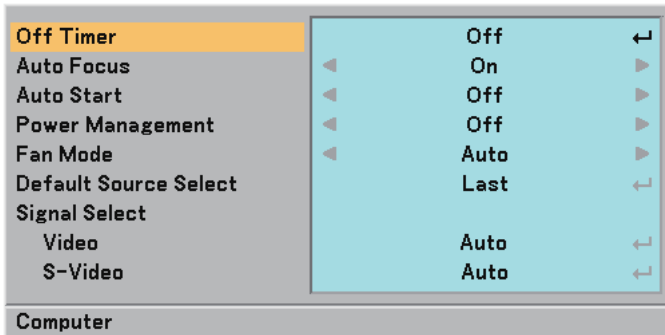 Off Timer Off
Auto Focus On
Auto Start Off
Power Management Off
Fan Mode Auto
Default Source Select Last
Signal Select
Video Auto
S-Video Auto
Computer